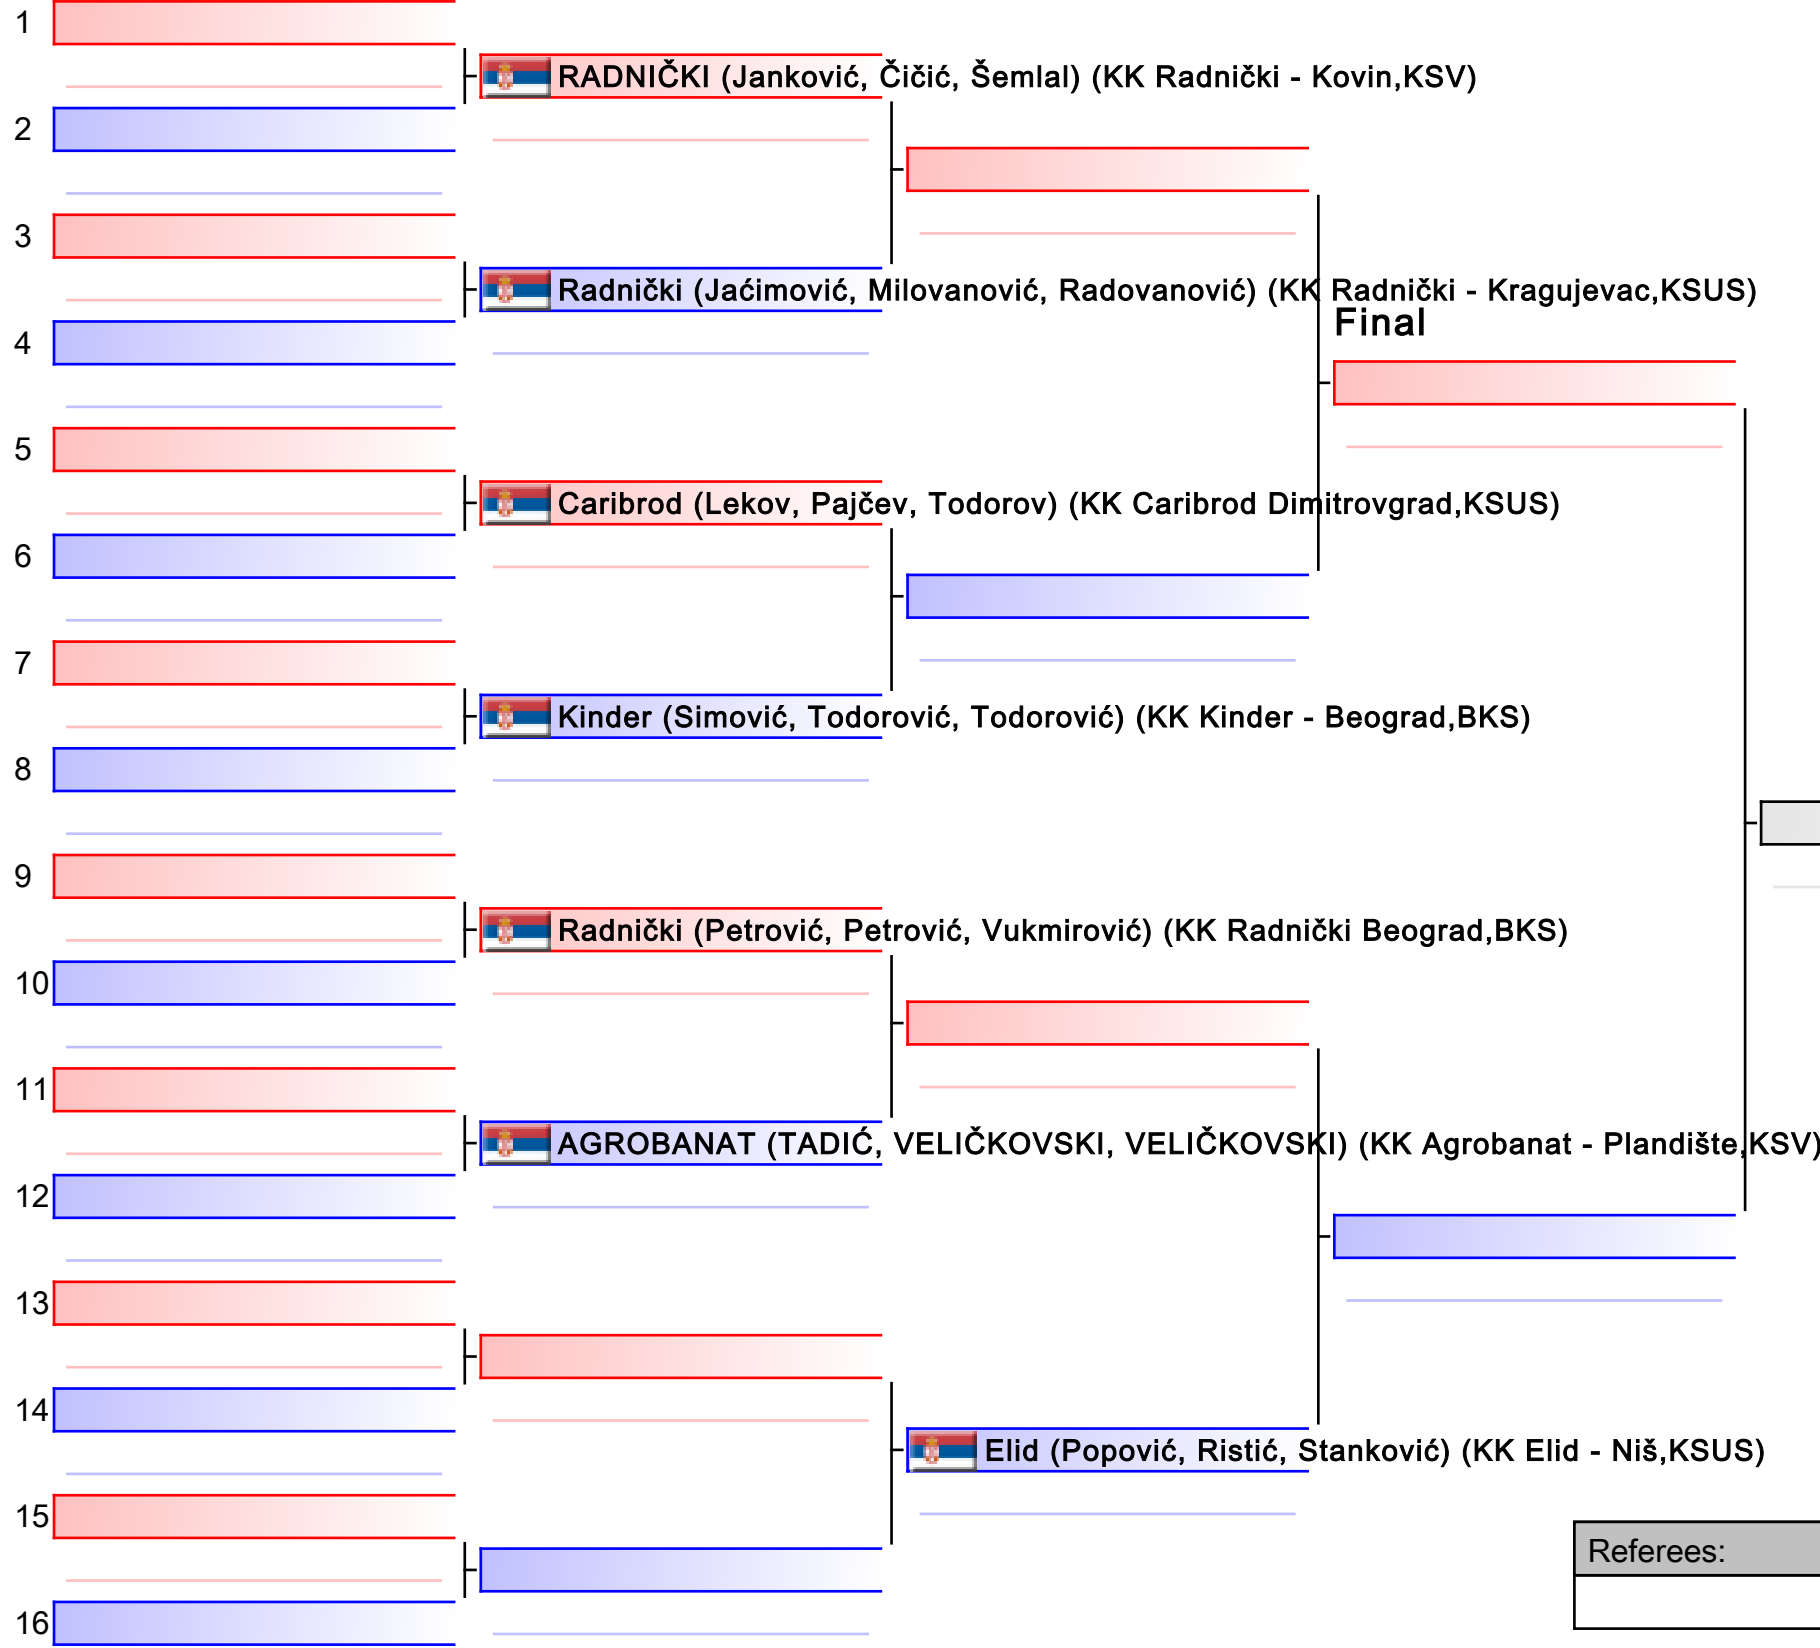 1
RADNIČKI (Janković, Čičić, Šemlal) (KK Radnički - Kovin,KSV)
2
3
Radnički (Jaćimović, Milovanović, Radovanović) (KK Radnički - Kragujevac,KSUS)
Final
4
5
Caribrod (Lekov, Pajčev, Todorov) (KK Caribrod Dimitrovgrad,KSUS)
6
7
Kinder (Simović, Todorović, Todorović) (KK Kinder - Beograd,BKS)
8
9
Radnički (Petrović, Petrović, Vukmirović) (KK Radnički Beograd,BKS)
10
11
AGROBANAT (TADIĆ, VELIČKOVSKI, VELIČKOVSKI) (KK Agrobanat - Plandište,KSV)
12
13
14
Elid (Popović, Ristić, Stanković) (KK Elid - Niš,KSUS)
15
Referees:
16